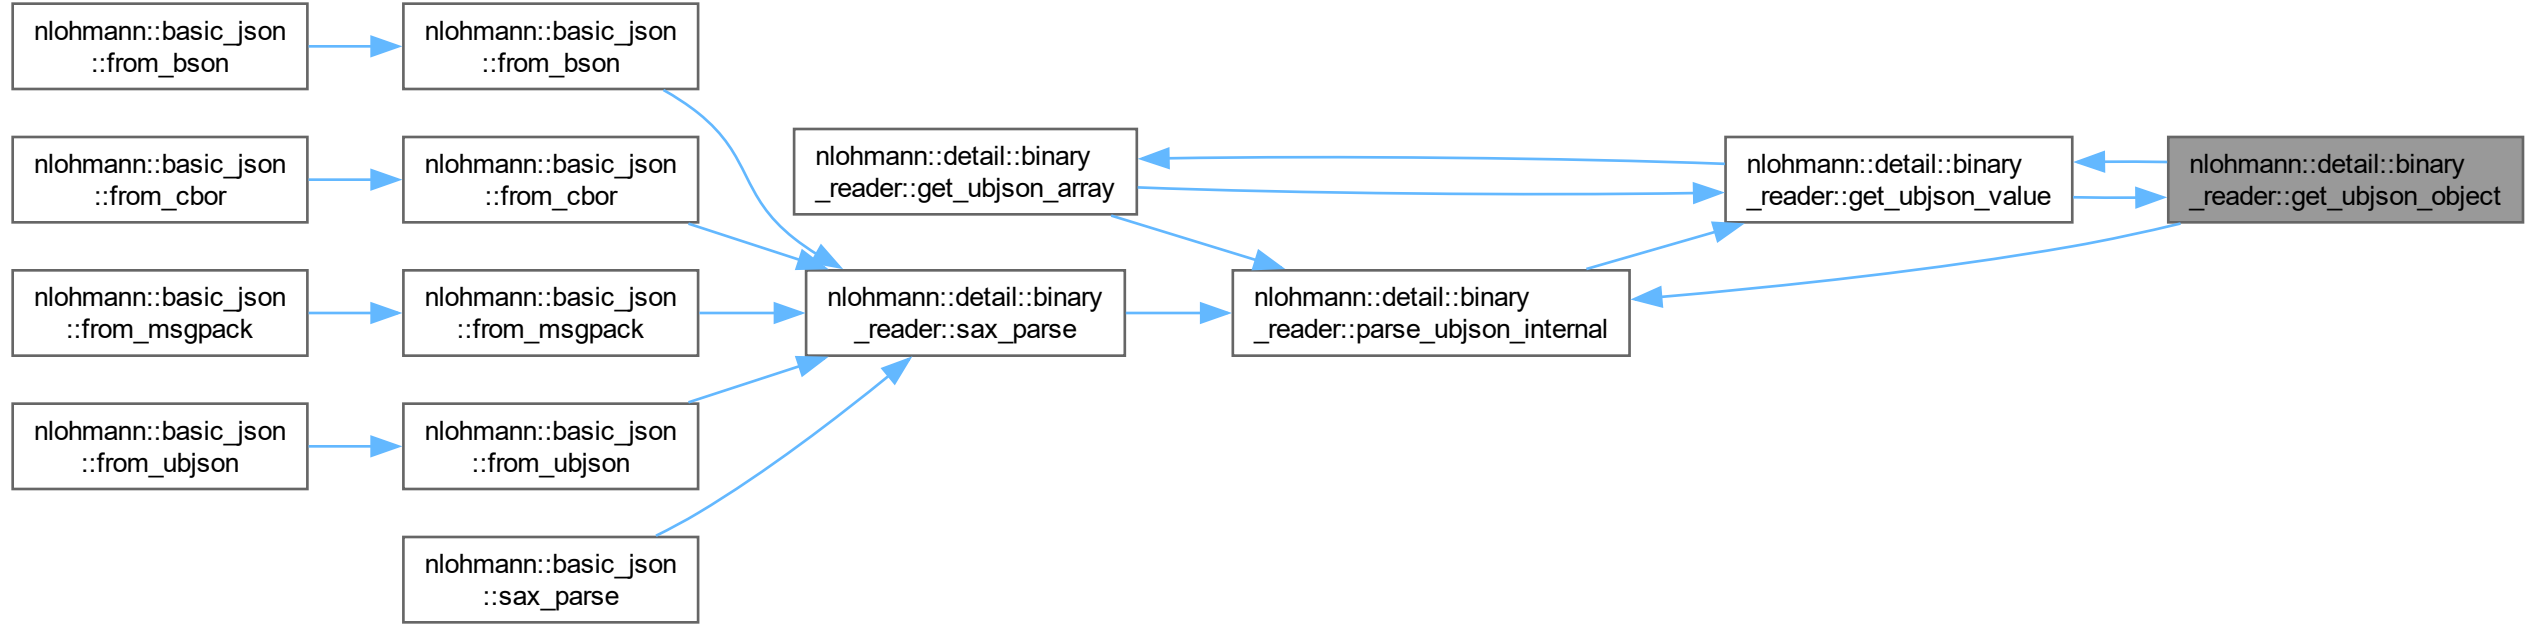 nlohmann::basic_json
::from_bson
nlohmann::basic_json
::from_bson
nlohmann::basic_json
::from_cbor
nlohmann::basic_json
::from_cbor
nlohmann::basic_json
::from_msgpack
nlohmann::basic_json
::from_msgpack
nlohmann::basic_json
::from_ubjson
nlohmann::basic_json
::from_ubjson
nlohmann::basic_json
::sax_parse
nlohmann::detail::binary
_reader::get_ubjson_array
nlohmann::detail::binary
_reader::sax_parse
nlohmann::detail::binary
_reader::parse_ubjson_internal
nlohmann::detail::binary
_reader::get_ubjson_value
nlohmann::detail::binary
_reader::get_ubjson_object